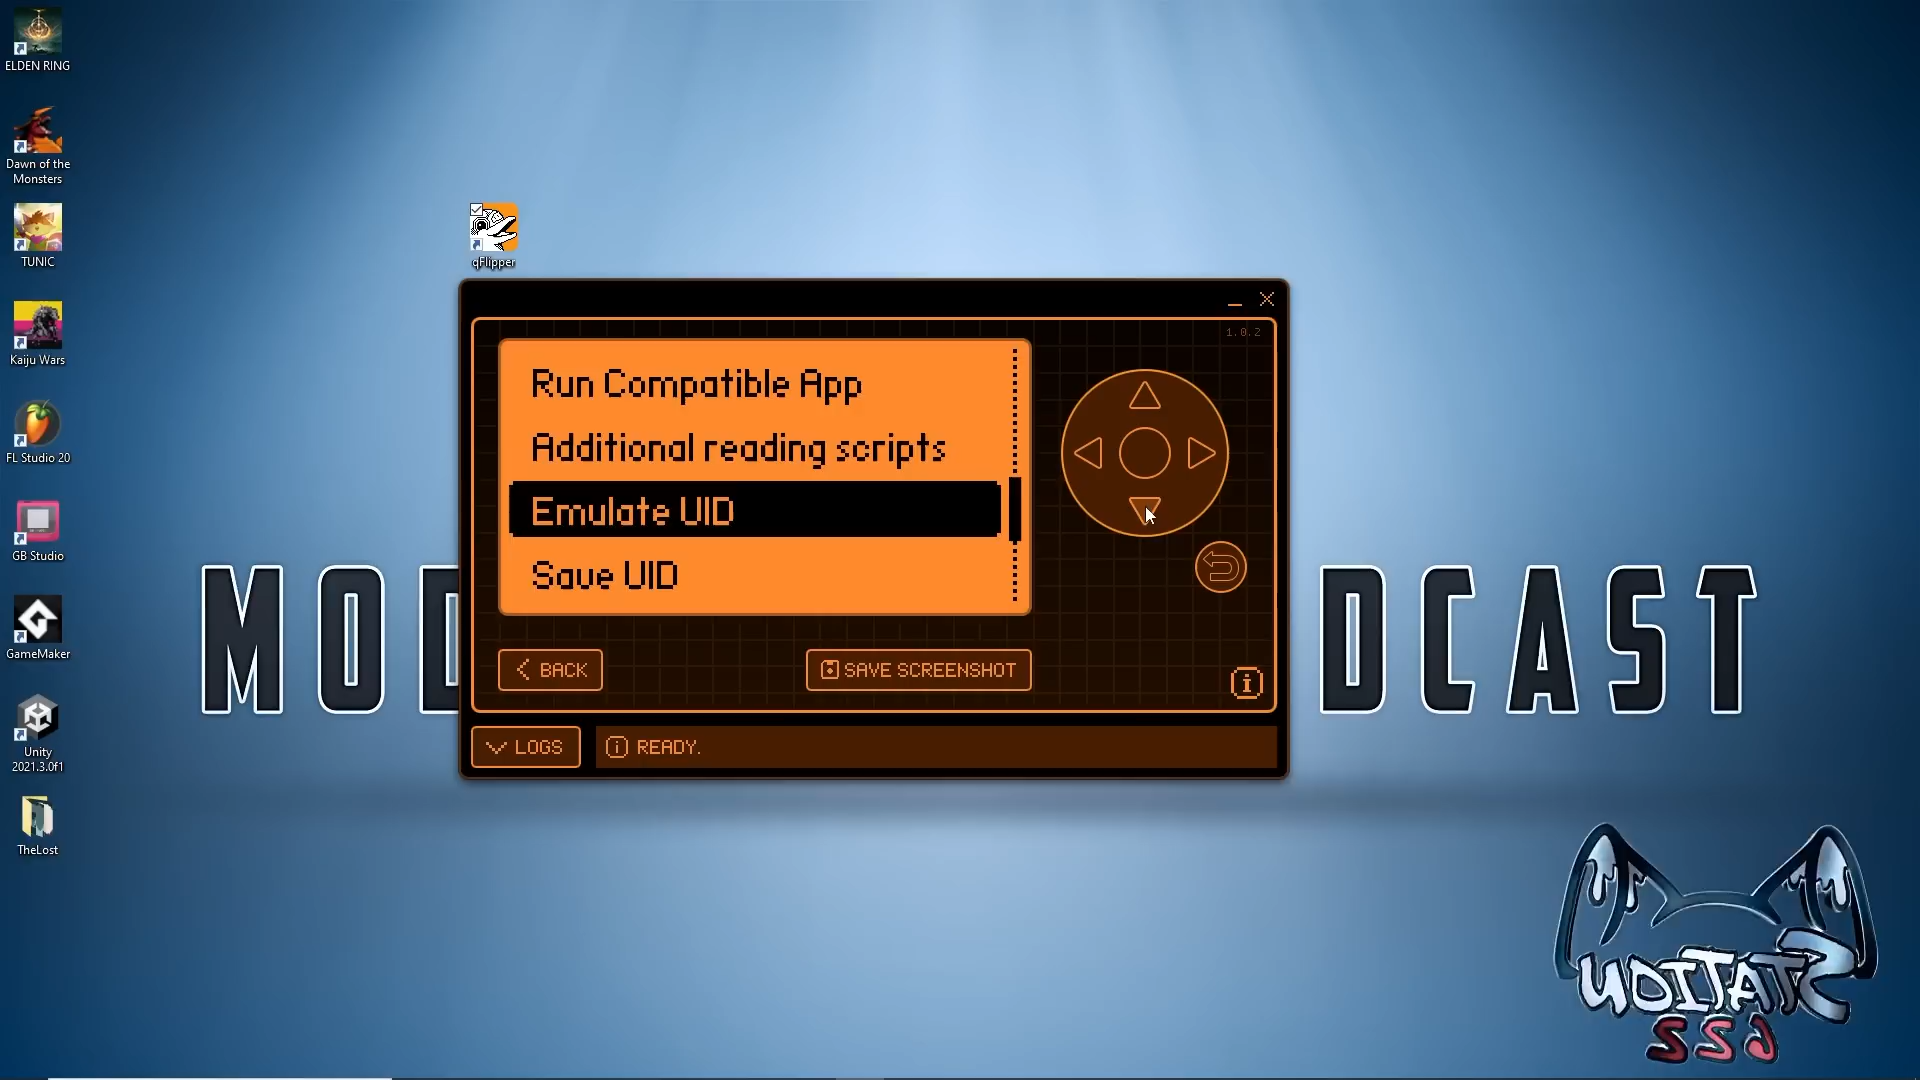 ELDEN RING
Dawn of the
Monsters
TUNIC
Kaiju Wars
FL Studio 20
GB Studio
GameMaker
Unity
2021.3.0f1
TheLost
qFlipper
1.0.2
Run Compatible App
Additional reading scripts
Emulate UID
Save UID
BACK
SAVE SCREENSHOT
LOGS
READY.
MOD DCAST
STATION
622